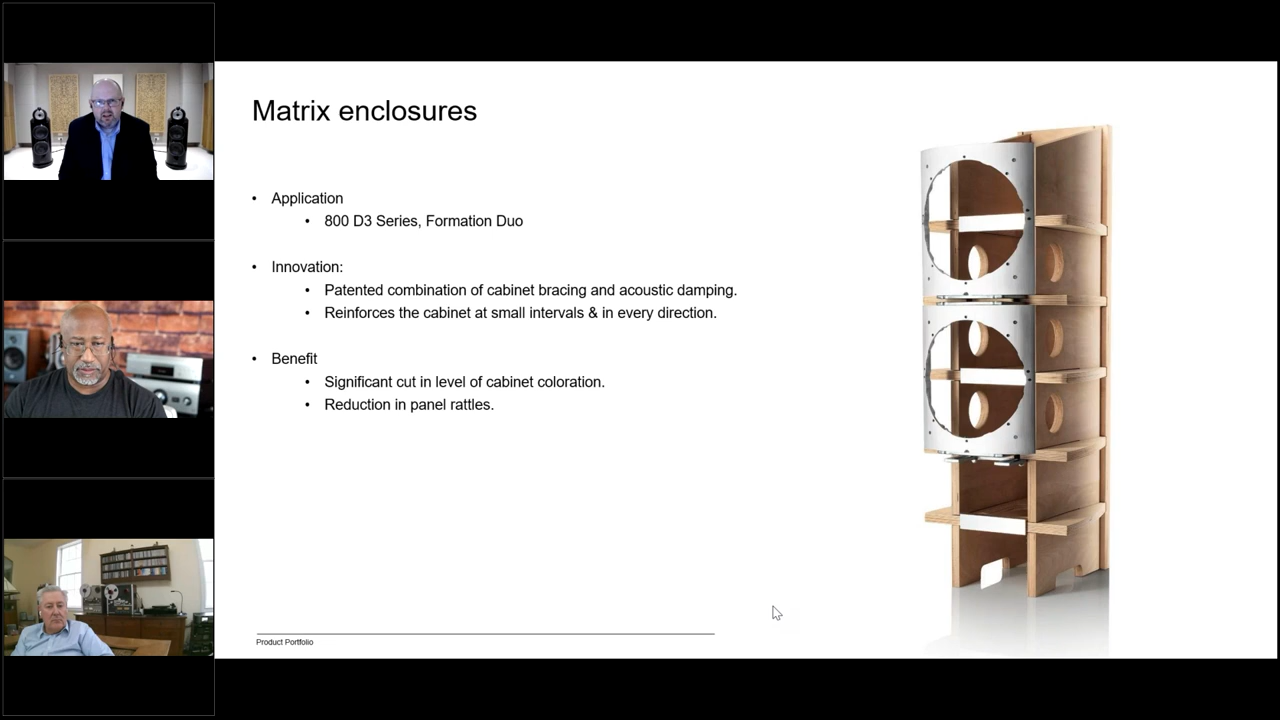 Matrix enclosures
• Application
• 800 D3 Series, Formation Duo
• Innovation:
• Patented combination of cabinet bracing and acoustic damping.
• Reinforces the cabinet at small intervals & in every direction.
• Benefit
• Significant cut in level of cabinet coloration.
• Reduction in panel rattles.
Product Portfolio